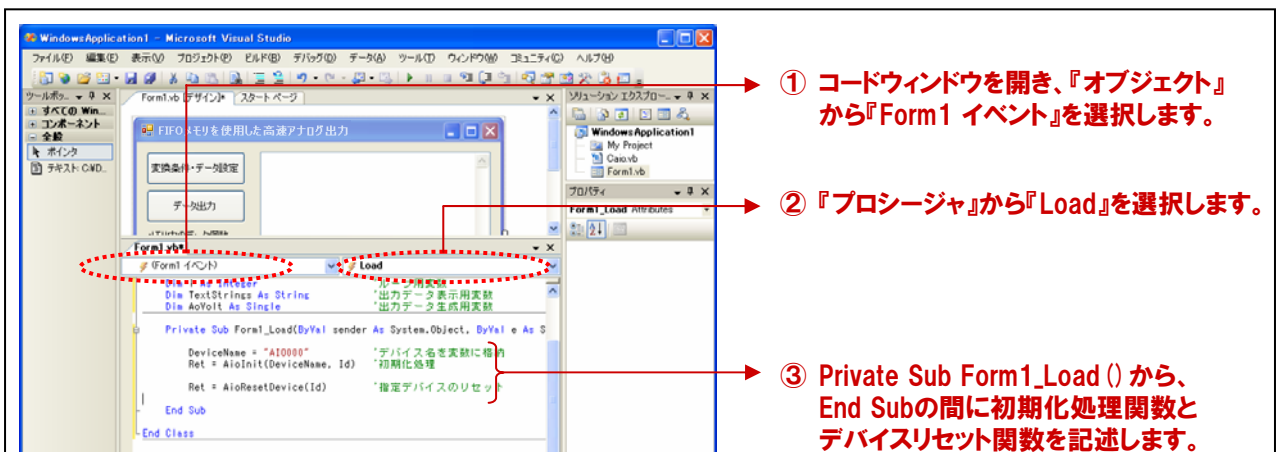 WindowsApplication1 - Microsoft Visual Studio
ファイル(F) 編集(E) 表示(V) プロジェクト(P) ビルド(B) デバッグ(D) データ(A) ツール(T) ウィンドウ(W) コミュニティ(C) ヘルプ(H)
ツールボッ...
すべての Win...
コンポーネント
全般
ポインタ
テキスト: C:¥D...
Form1.vb [デザイン]* スタート ページ
FIFOメモリを使用した高速アナログ出力
変換条件・データ設定
データ出力
Form1.vb*
(Form1 イベント) Load
Dim I As Integer 'ループ用変数
Dim TextStrings As String '出力データ表示用変数
Dim AoVolt As Single '出力データ生成用変数
Private Sub Form1_Load(ByVal sender As System.Object, ByVal e As S
DeviceName = "AIO000" 'デバイス名を変数に格納
Ret = AioInit(DeviceName, Id) '初期化処理
Ret = AioResetDevice(Id) '指定デバイスのリセット
End Sub
End Class
ソリューション エクスプロー...
WindowsApplication1
My Project
Caio.vb
Form1.vb
プロパティ
Form1_Load Attributes
① コードウィンドウを開き、『オブジェクト』
から『Form1 イベント』を選択します。
② 『プロシージャ』から『Load』を選択します。
③ Private Sub Form1_Load () から、
End Subの間に初期化処理関数と
デバイスリセット関数を記述します。